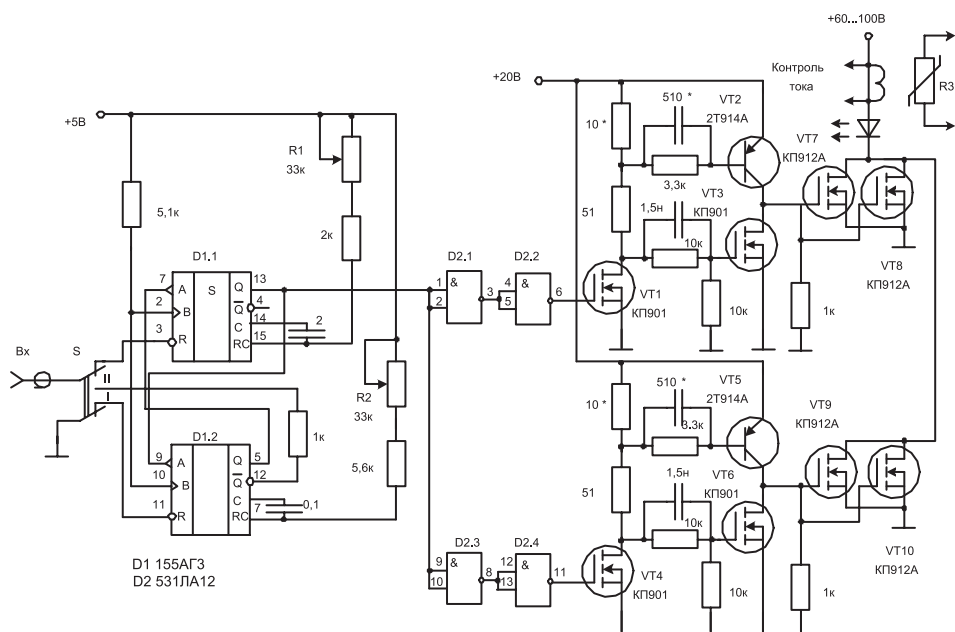 +60...100В
Контроль
тока
R3
+20В
510 *
VT2
2Т914А
10 *
3,3к
VT7
КП912А
+5В
R1
33к
5,1к
2к
51
1,5н
VT3
КП901
10к
VT8
КП912А
D1.1
7
A
S
Q
13
2
B
Q
4
C
14
2
3
R
RC
15
D2.1
1
&
2
3
D2.2
4
&
5
6
VT1
КП901
10к
1к
Вх
S
II
I
R2
33к
1к
5,6к
10 *
510 *
VT5
2Т914А
3.3к
VT9
КП912А
D1.2
9
A
Q
5
10
B
Q
12
C
11
R
7
RC
0,1
51
1,5н
VT6
КП901
10к
D2.3
9
&
10
8
D2.4
12
&
13
11
VT4
КП901
10к
1к
VT10
КП912А
D1 155АГ3
D2 531ЛА12